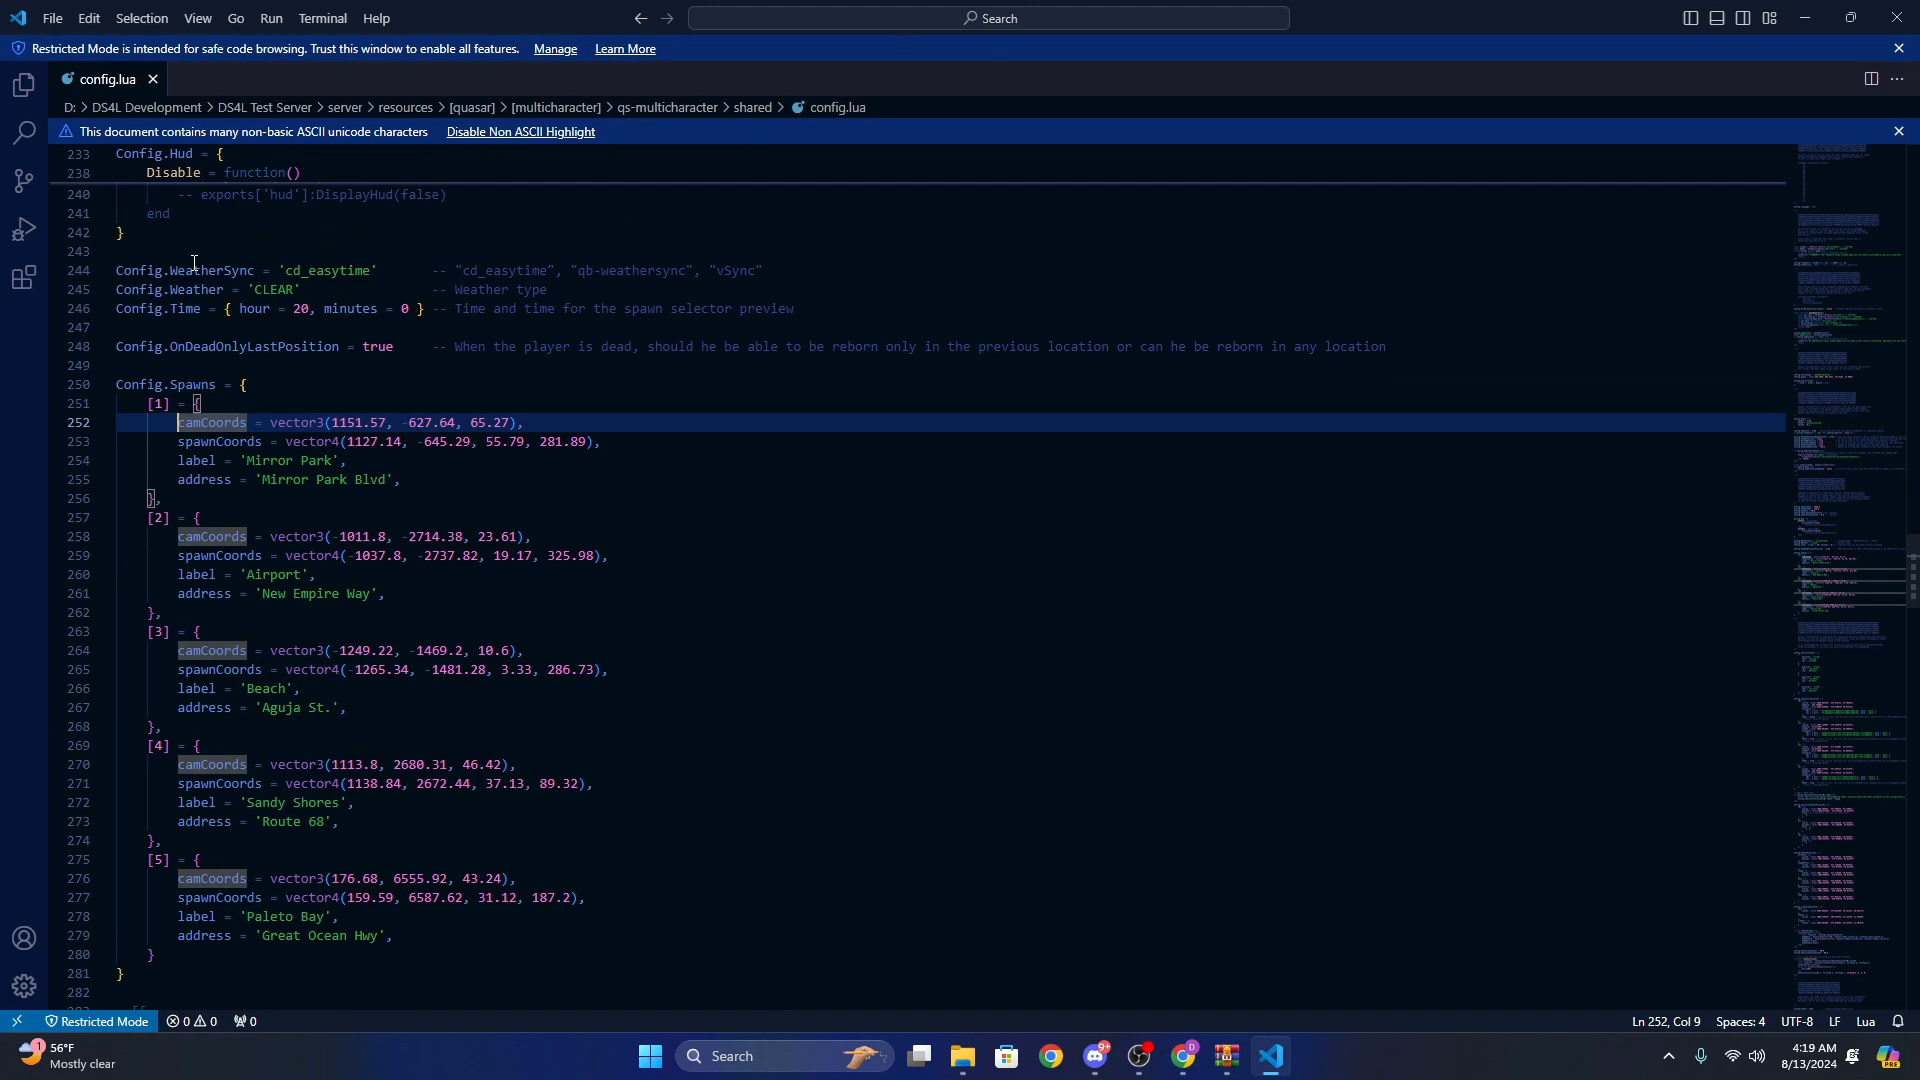 File Edit Selection View Go Run Terminal Help
Search
Restricted Mode is intended for safe code browsing. Trust this window to enable all features. Manage Learn More
config.lua
D: > DS4L Development > DS4L Test Server > server > resources > [quasar] > [multicharacter] > qs-multicharacter > shared > config.lua
This document contains many non-basic ASCII unicode characters Disable Non ASCII Highlight
233 Config.Hud = {
238 Disable = function()
240 -- exports['hud']:DisplayHud(false)
241 end
242 }
243
244 Config.WeatherSync = 'cd_easytime' -- "cd_easytime", "qb-weathersync", "vSync"
245 Config.Weather = 'CLEAR' -- Weather type
246 Config.Time = { hour = 20, minutes = 0 } -- Time and time for the spawn selector preview
247
248 Config.OnDeadOnlyLastPosition = true -- When the player is dead, should he be able to be reborn only in the previous location or can he be reborn in any location
249
250 Config.Spawns = {
251 [1] = {
252 camCoords = vector3(1151.57, -627.64, 65.27),
253 spawnCoords = vector4(1127.14, -645.29, 55.79, 281.89),
254 label = 'Mirror Park',
255 address = 'Mirror Park Blvd',
256 },
257 [2] = {
258 camCoords = vector3(-1011.8, -2714.38, 23.61),
259 spawnCoords = vector4(-1037.8, -2737.82, 19.17, 325.98),
260 label = 'Airport',
261 address = 'New Empire Way',
262 },
263 [3] = {
264 camCoords = vector3(-1249.22, -1469.2, 10.6),
265 spawnCoords = vector4(-1265.34, -1481.28, 3.33, 286.73),
266 label = 'Beach',
267 address = 'Aguja St.',
268 },
269 [4] = {
270 camCoords = vector3(1113.8, 2680.31, 46.42),
271 spawnCoords = vector4(1138.84, 2672.44, 37.13, 89.32),
272 label = 'Sandy Shores',
273 address = 'Route 68',
274 },
275 [5] = {
276 camCoords = vector3(176.68, 6555.92, 43.24),
277 spawnCoords = vector4(159.59, 6587.62, 31.12, 187.2),
278 label = 'Paleto Bay',
279 address = 'Great Ocean Hwy',
280 }
281 }
282
Restricted Mode 0 0 0 Ln 252, Col 9 Spaces: 4 UTF-8 LF Lua
1 56°F
Mostly clear
Search
9+
D
4:19 AM
8/13/2024
PRE